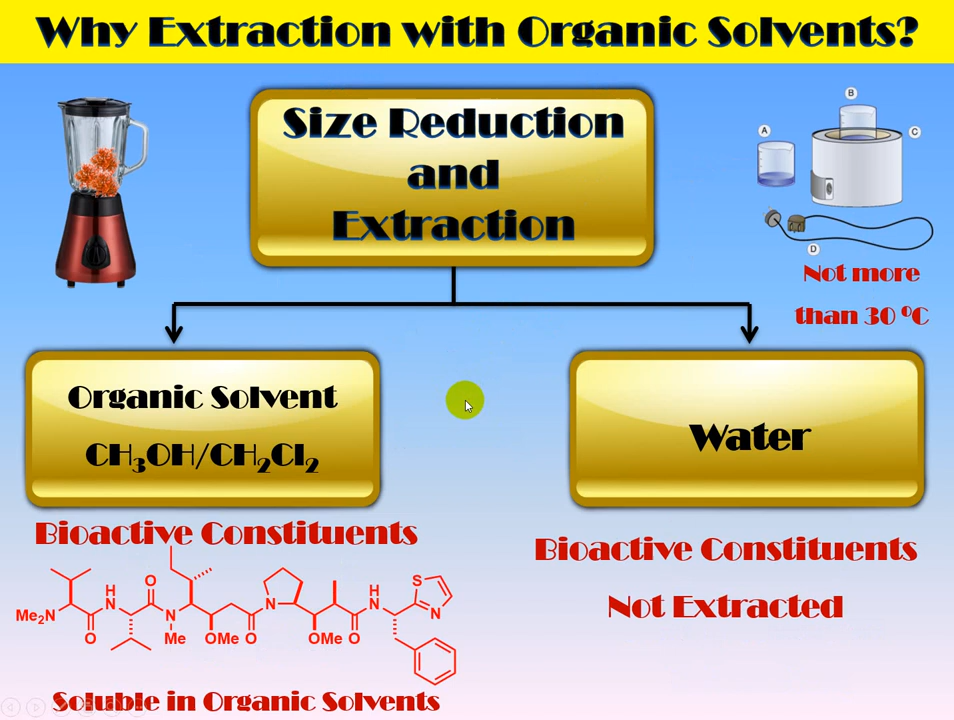 Why Extraction with Organic Solvents?
Size Reduction
and
Extraction
A
B
C
D
Not more
than 30 ⁰C
Organic Solvent
CH₃OH/CH₂Cl₂
Water
Bioactive Constituents
Me₂N
O
H
N
O
N
Me
OMe
O
N
OMe
O
H
N
S
N
Soluble in Organic Solvents
Bioactive Constituents
Not Extracted